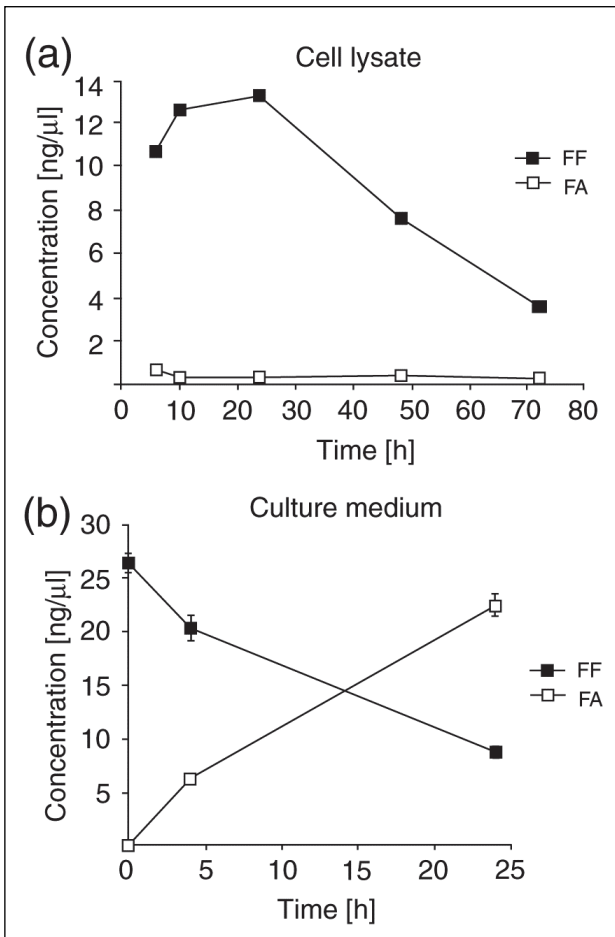 (a) Cell lysate
14
12
10
8
6
4
2
Concentration [ng/μl]
FF
FA
0 10 20 30 40 50 60 70 80
Time [h]
(b) Culture medium
30
25
20
15
10
5
Concentration [ng/μl]
FF
FA
0 5 10 15 20 25
Time [h]